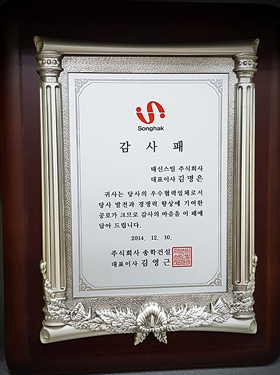 Songhak
감사패
태신스틸 주식회사
대표이사 김명은
귀사는 당사의 우수협력업체로서
당사 발전과 경쟁력 향상에 기여한
공로가 크므로 감사의 마음을 이 패에
담아 드립니다.
2014. 12. 10.
주식회사 송학건설
대표이사 김영근